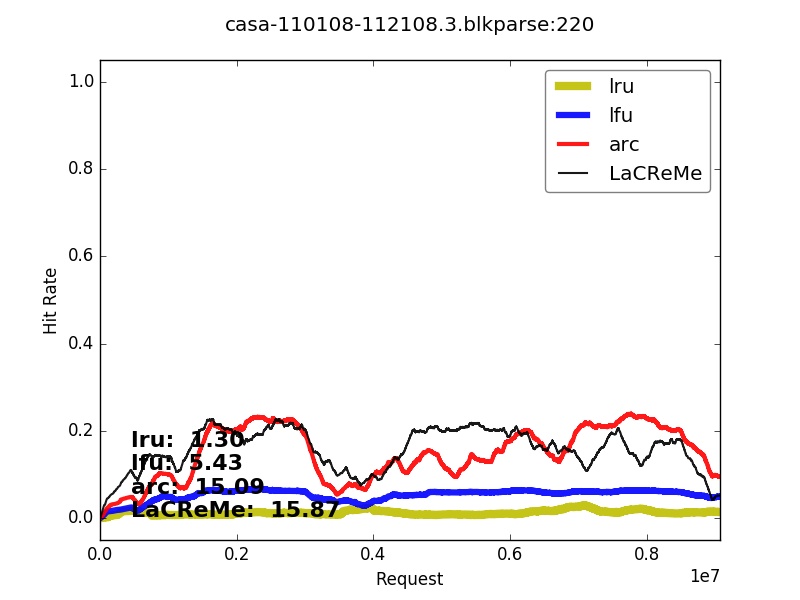 casa-110108-112108.3.blkparse:220
lru
lfu
arc
LaCReMe
1.0
0.8
0.6
0.4
0.2
0.0
Hit Rate
lru: 1.30
lfu: 5.43
arc: 15.09
LaCReMe: 15.87
0.0 0.2 0.4 0.6 0.8
1e7
Request